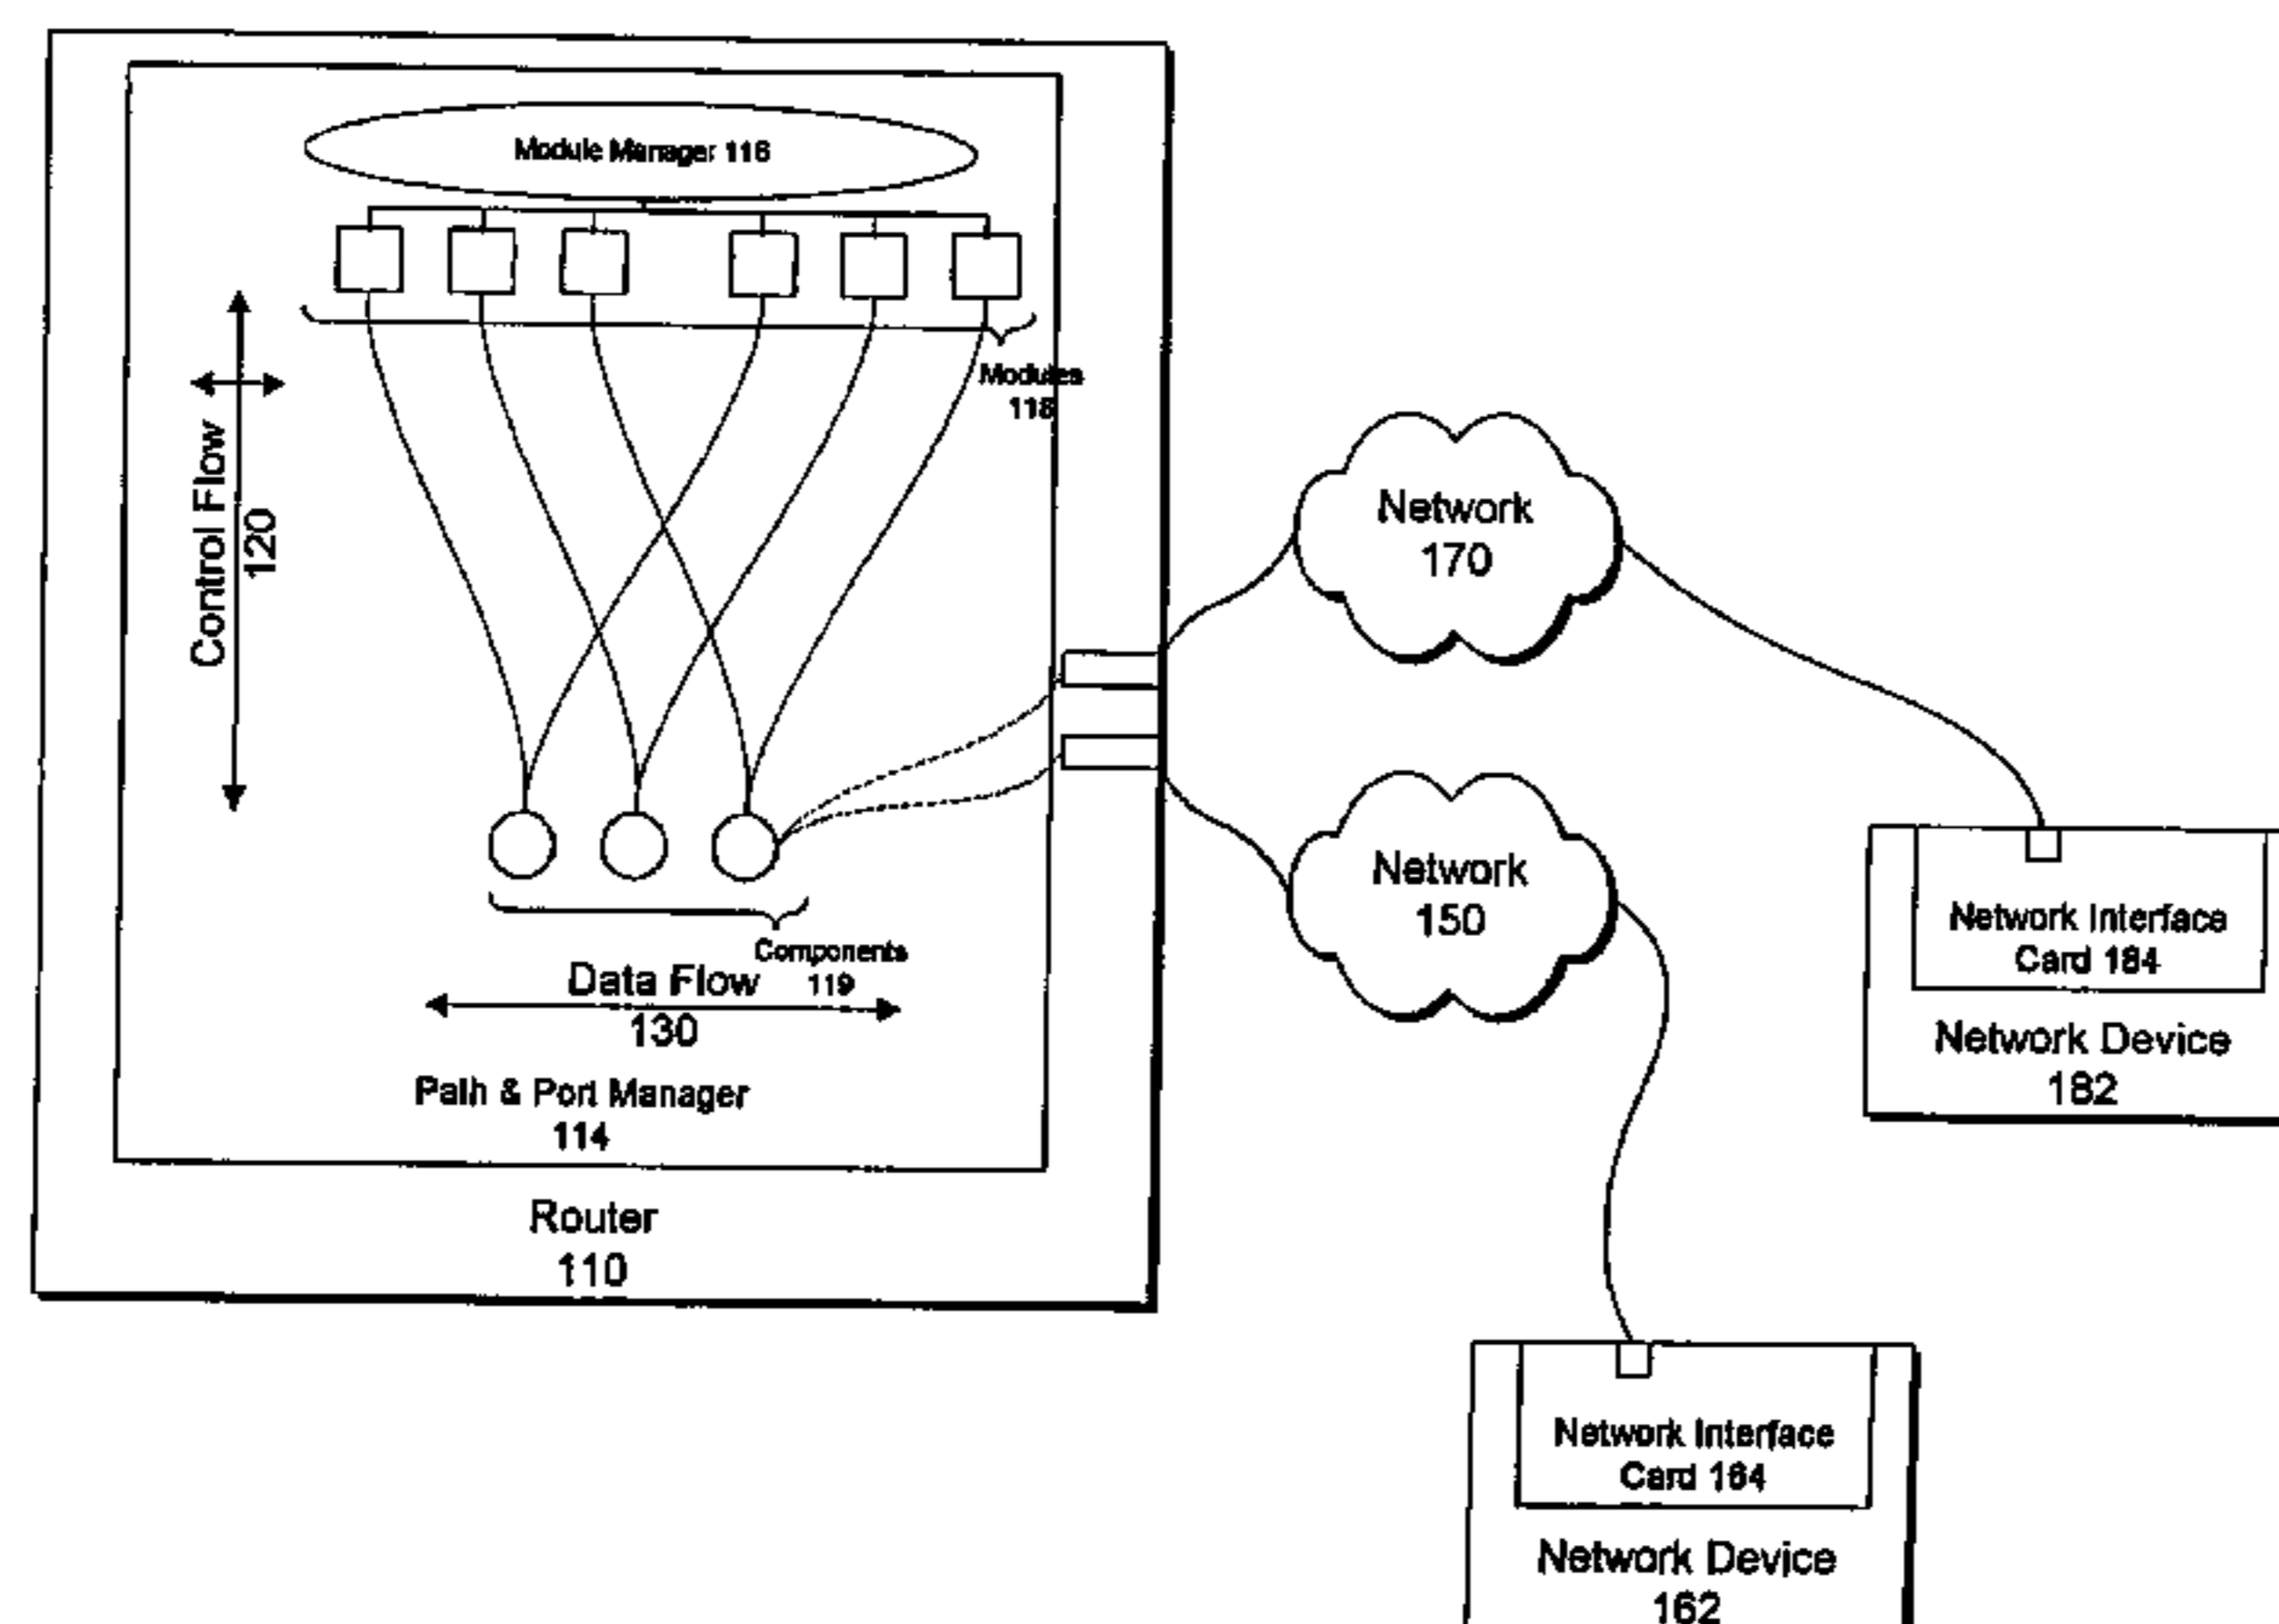 Module Manager 116
Modules
118
Control Flow
120
Network
170
Network
150
Components
119
Data Flow
130
Path & Port Manager
114
Router
110
Network Interface
Card 184
Network Device
182
Network Interface
Card 164
Network Device
162